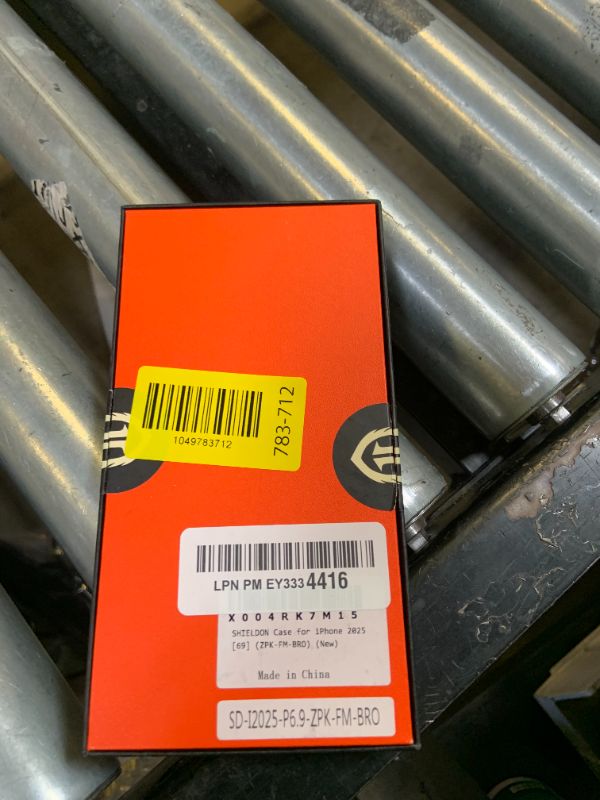 1049783712
783-712
LPN PM EY333 4416
X004RK7M15
SHIELDON Case for iPhone 2025
[69] (ZPK-FM-BRO) (New)
Made in China
SD-I2025-P6.9-ZPK-FM-BRO